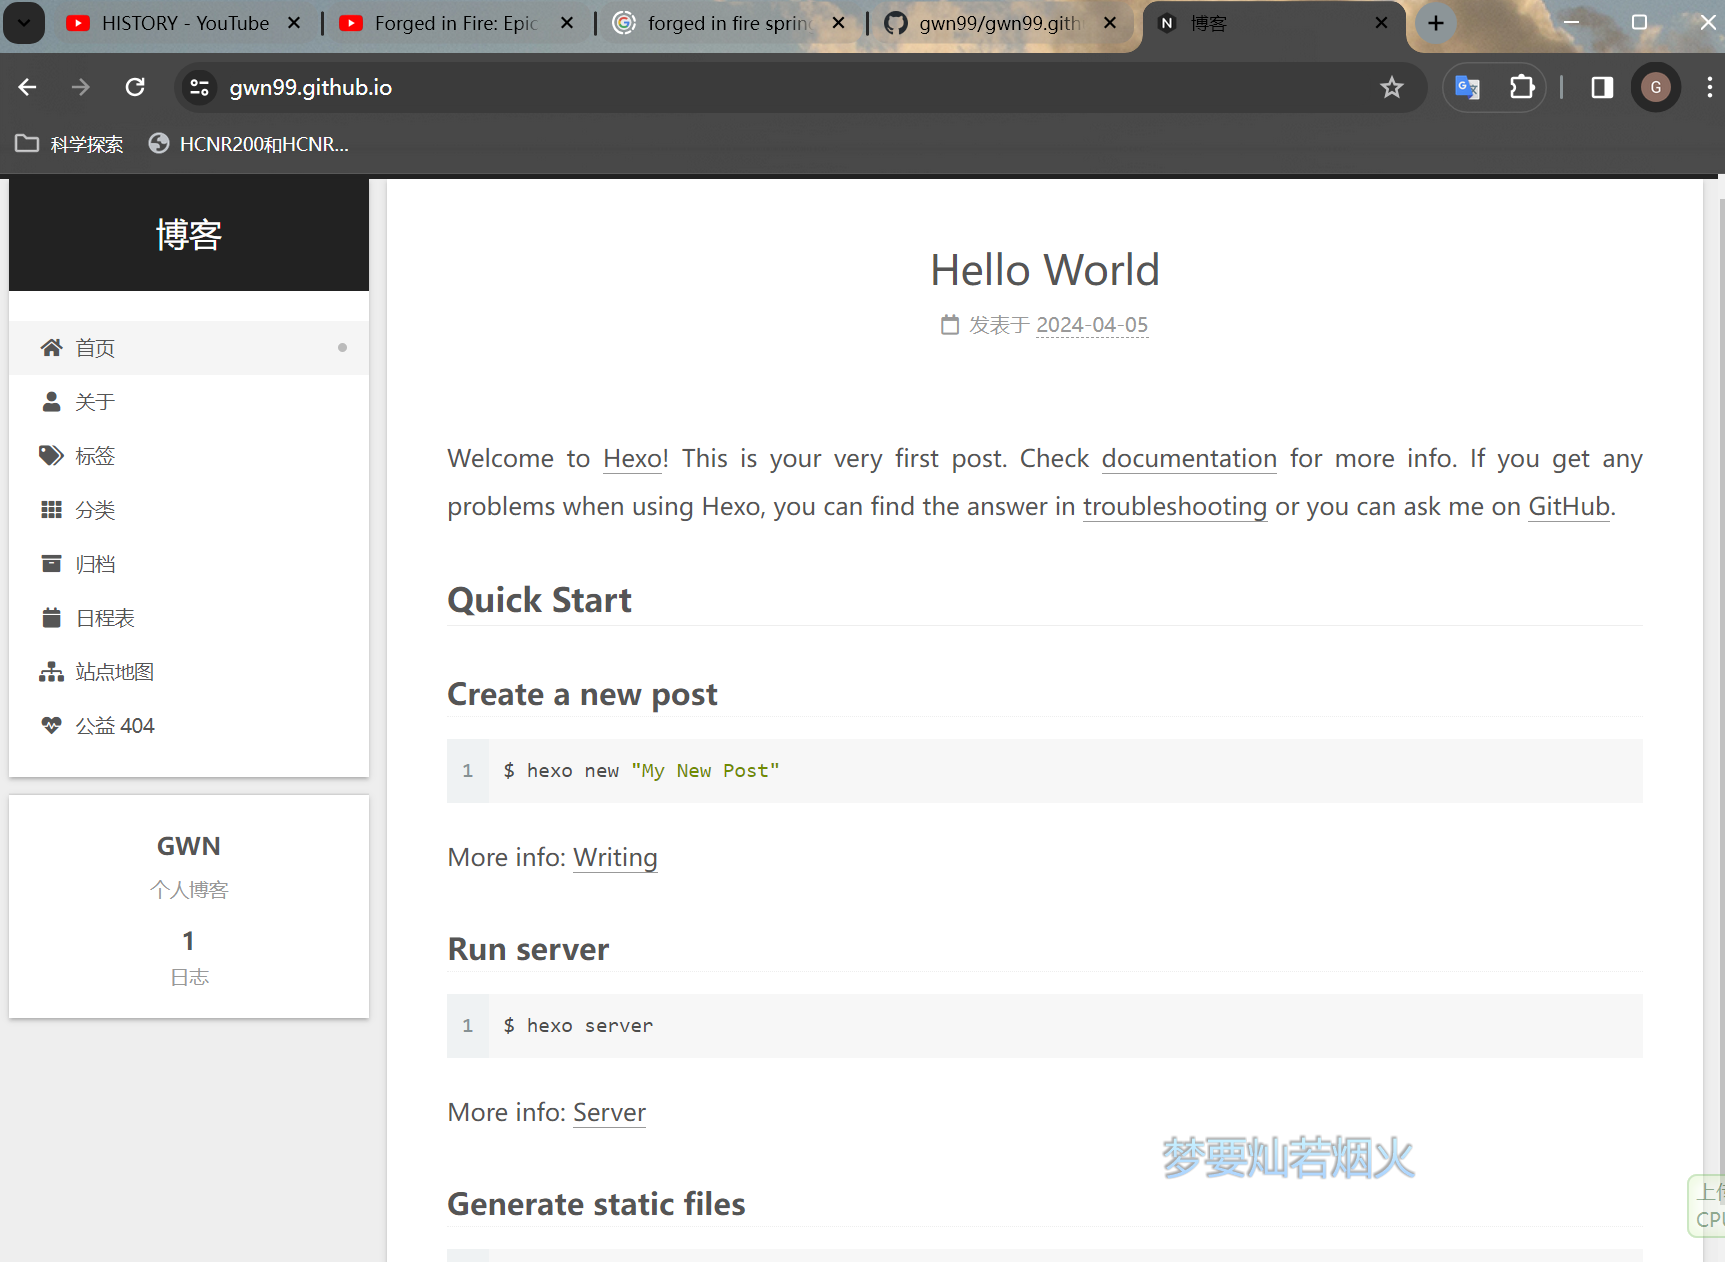 HISTORY - YouTube
Forged in Fire: Epic
forged in fire spring
gwn99/gwn99.gith
博客
gwn99.github.io
G
科学探索
HCNR200和HCNR...
博客
首页
关于
标签
分类
归档
日程表
站点地图
公益 404
GWN
个人博客
1
日志
Hello World
发表于 2024-04-05
Welcome to Hexo! This is your very first post. Check documentation for more info. If you get any
problems when using Hexo, you can find the answer in troubleshooting or you can ask me on GitHub.
Quick Start
Create a new post
1 $ hexo new "My New Post"
More info: Writing
Run server
1 $ hexo server
More info: Server
梦要灿若烟火
Generate static files
上传
CPU